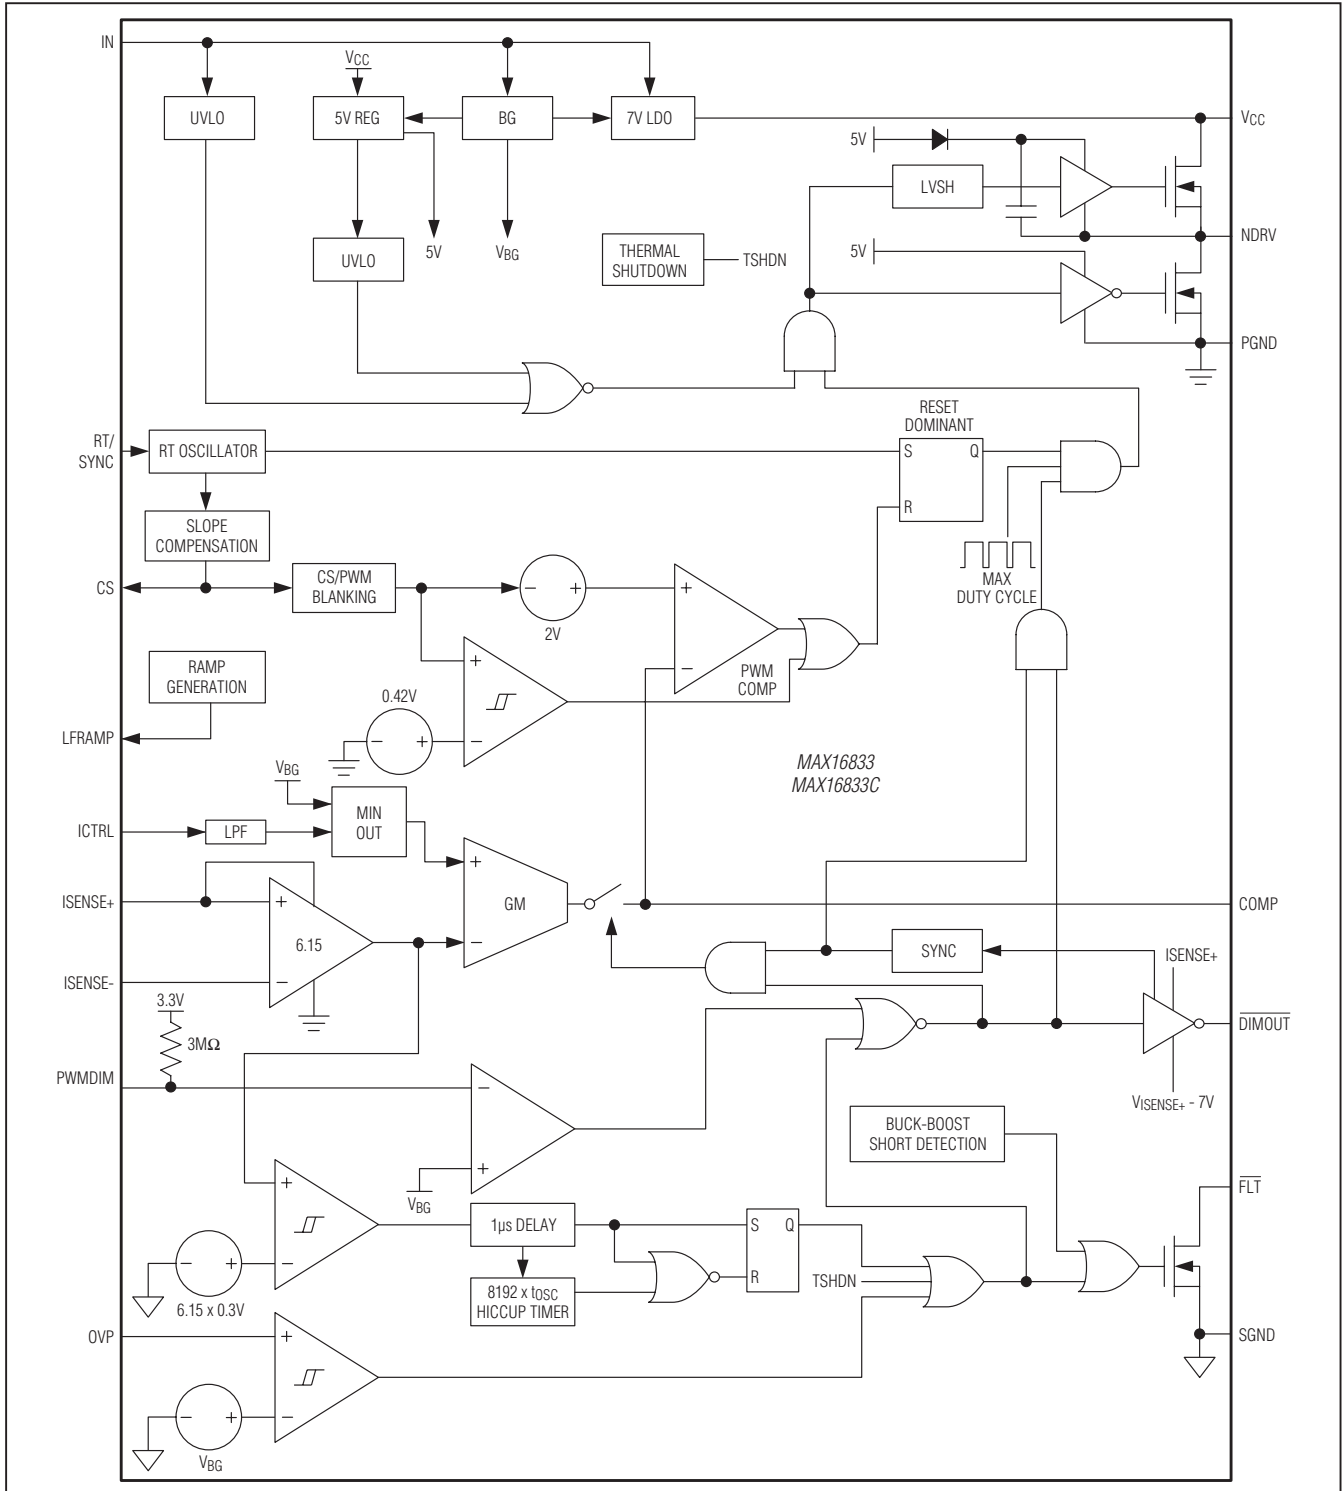 IN
VCC
UVLO
5V REG
BG
7V LDO
VCC
5V
LVSH
NDRV
5V
VBG
UVLO
THERMAL
SHUTDOWN
TSHDN
5V
PGND
RESET
DOMINANT
RT/
SYNC
RT OSCILLATOR
S
Q
R
SLOPE
COMPENSATION
CS
CS/PWM
BLANKING
-
+
2V
+
-
PWM
COMP
MAX
DUTY CYCLE
RAMP
GENERATION
LFRAMP
+
-
0.42V
-
+
MAX16833
MAX16833C
VBG
MIN
OUT
ICTRL
LPF
+
-
GM
ISENSE+
+
6.15
-
ISENSE-
COMP
SYNC
ISENSE+
DIMOUT
VISENSE+ - 7V
3.3V
3MΩ
PWMDIM
-
+
VBG
BUCK-BOOST
SHORT DETECTION
FLT
+
-
-
+
6.15 x 0.3V
1µs DELAY
8192 x tOSC
HICCUP TIMER
S
Q
R
TSHDN
SGND
OVP
+
-
-
+
VBG